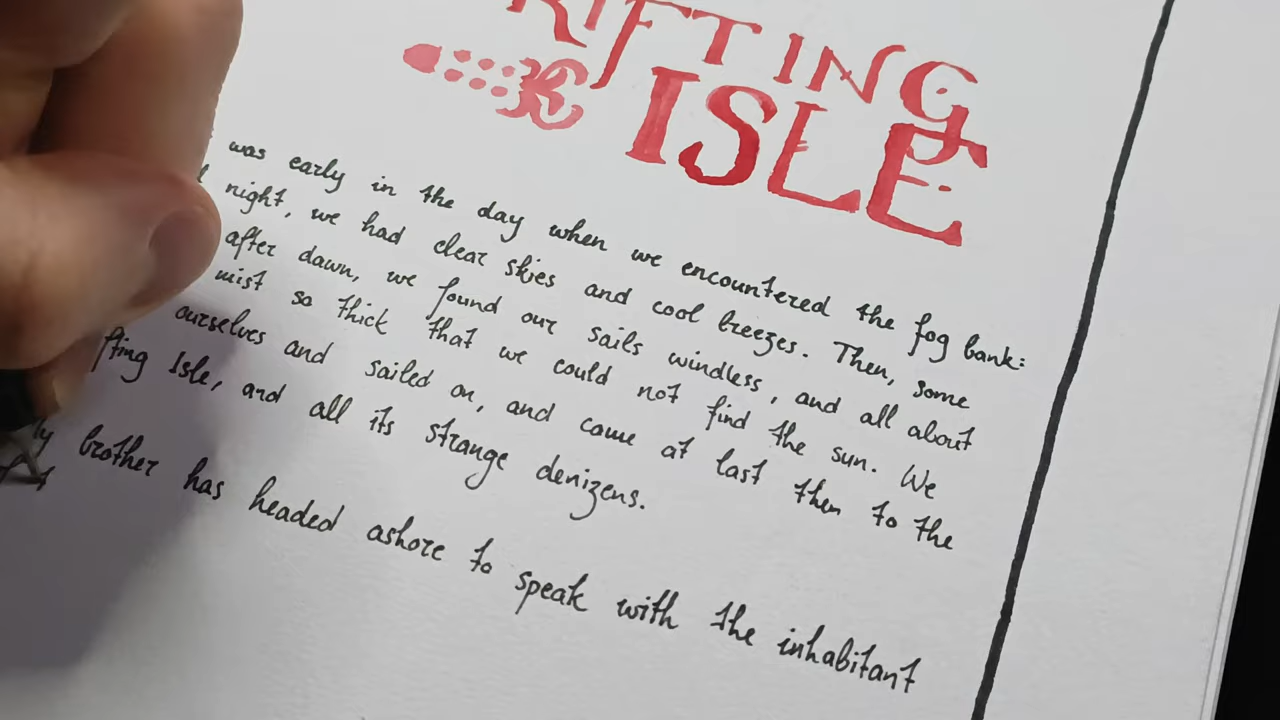 RIFTING
ISLE
was early in the day when we encountered the fog bank:
night, we had clear skies and cool breezes. Then, some
after dawn, we found our sails windless, and all about
mist so thick that we could not find the sun. We
ourselves and sailed on, and came at last then to the
fting Isle, and all its strange denizens.
ly brother has headed ashore to speak with the inhabitant